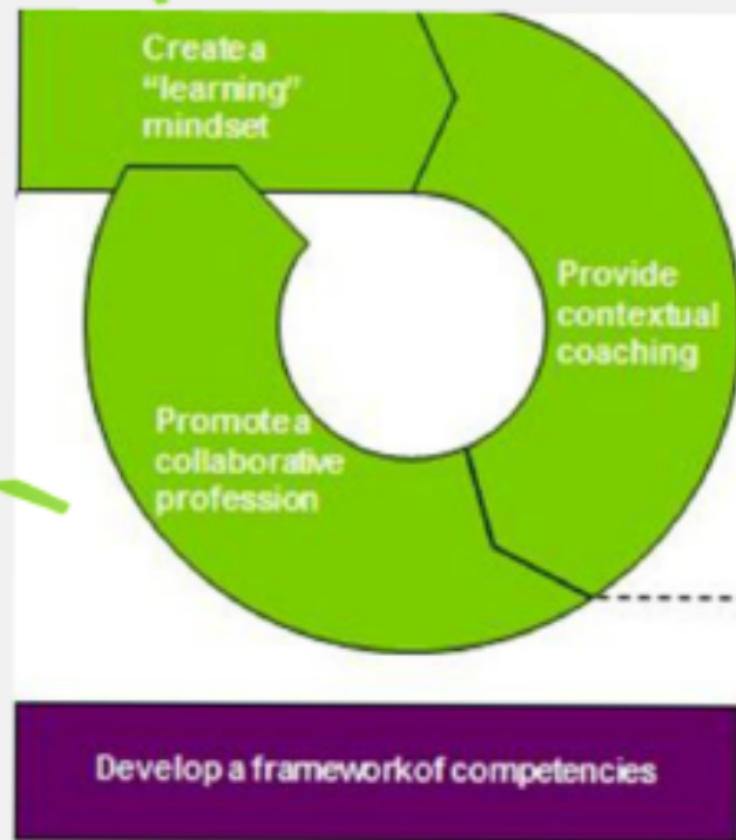 Create a
“learning”
mindset
Provide
contextual
coaching
Promote a
collaborative
profession
Develop a framework of competencies